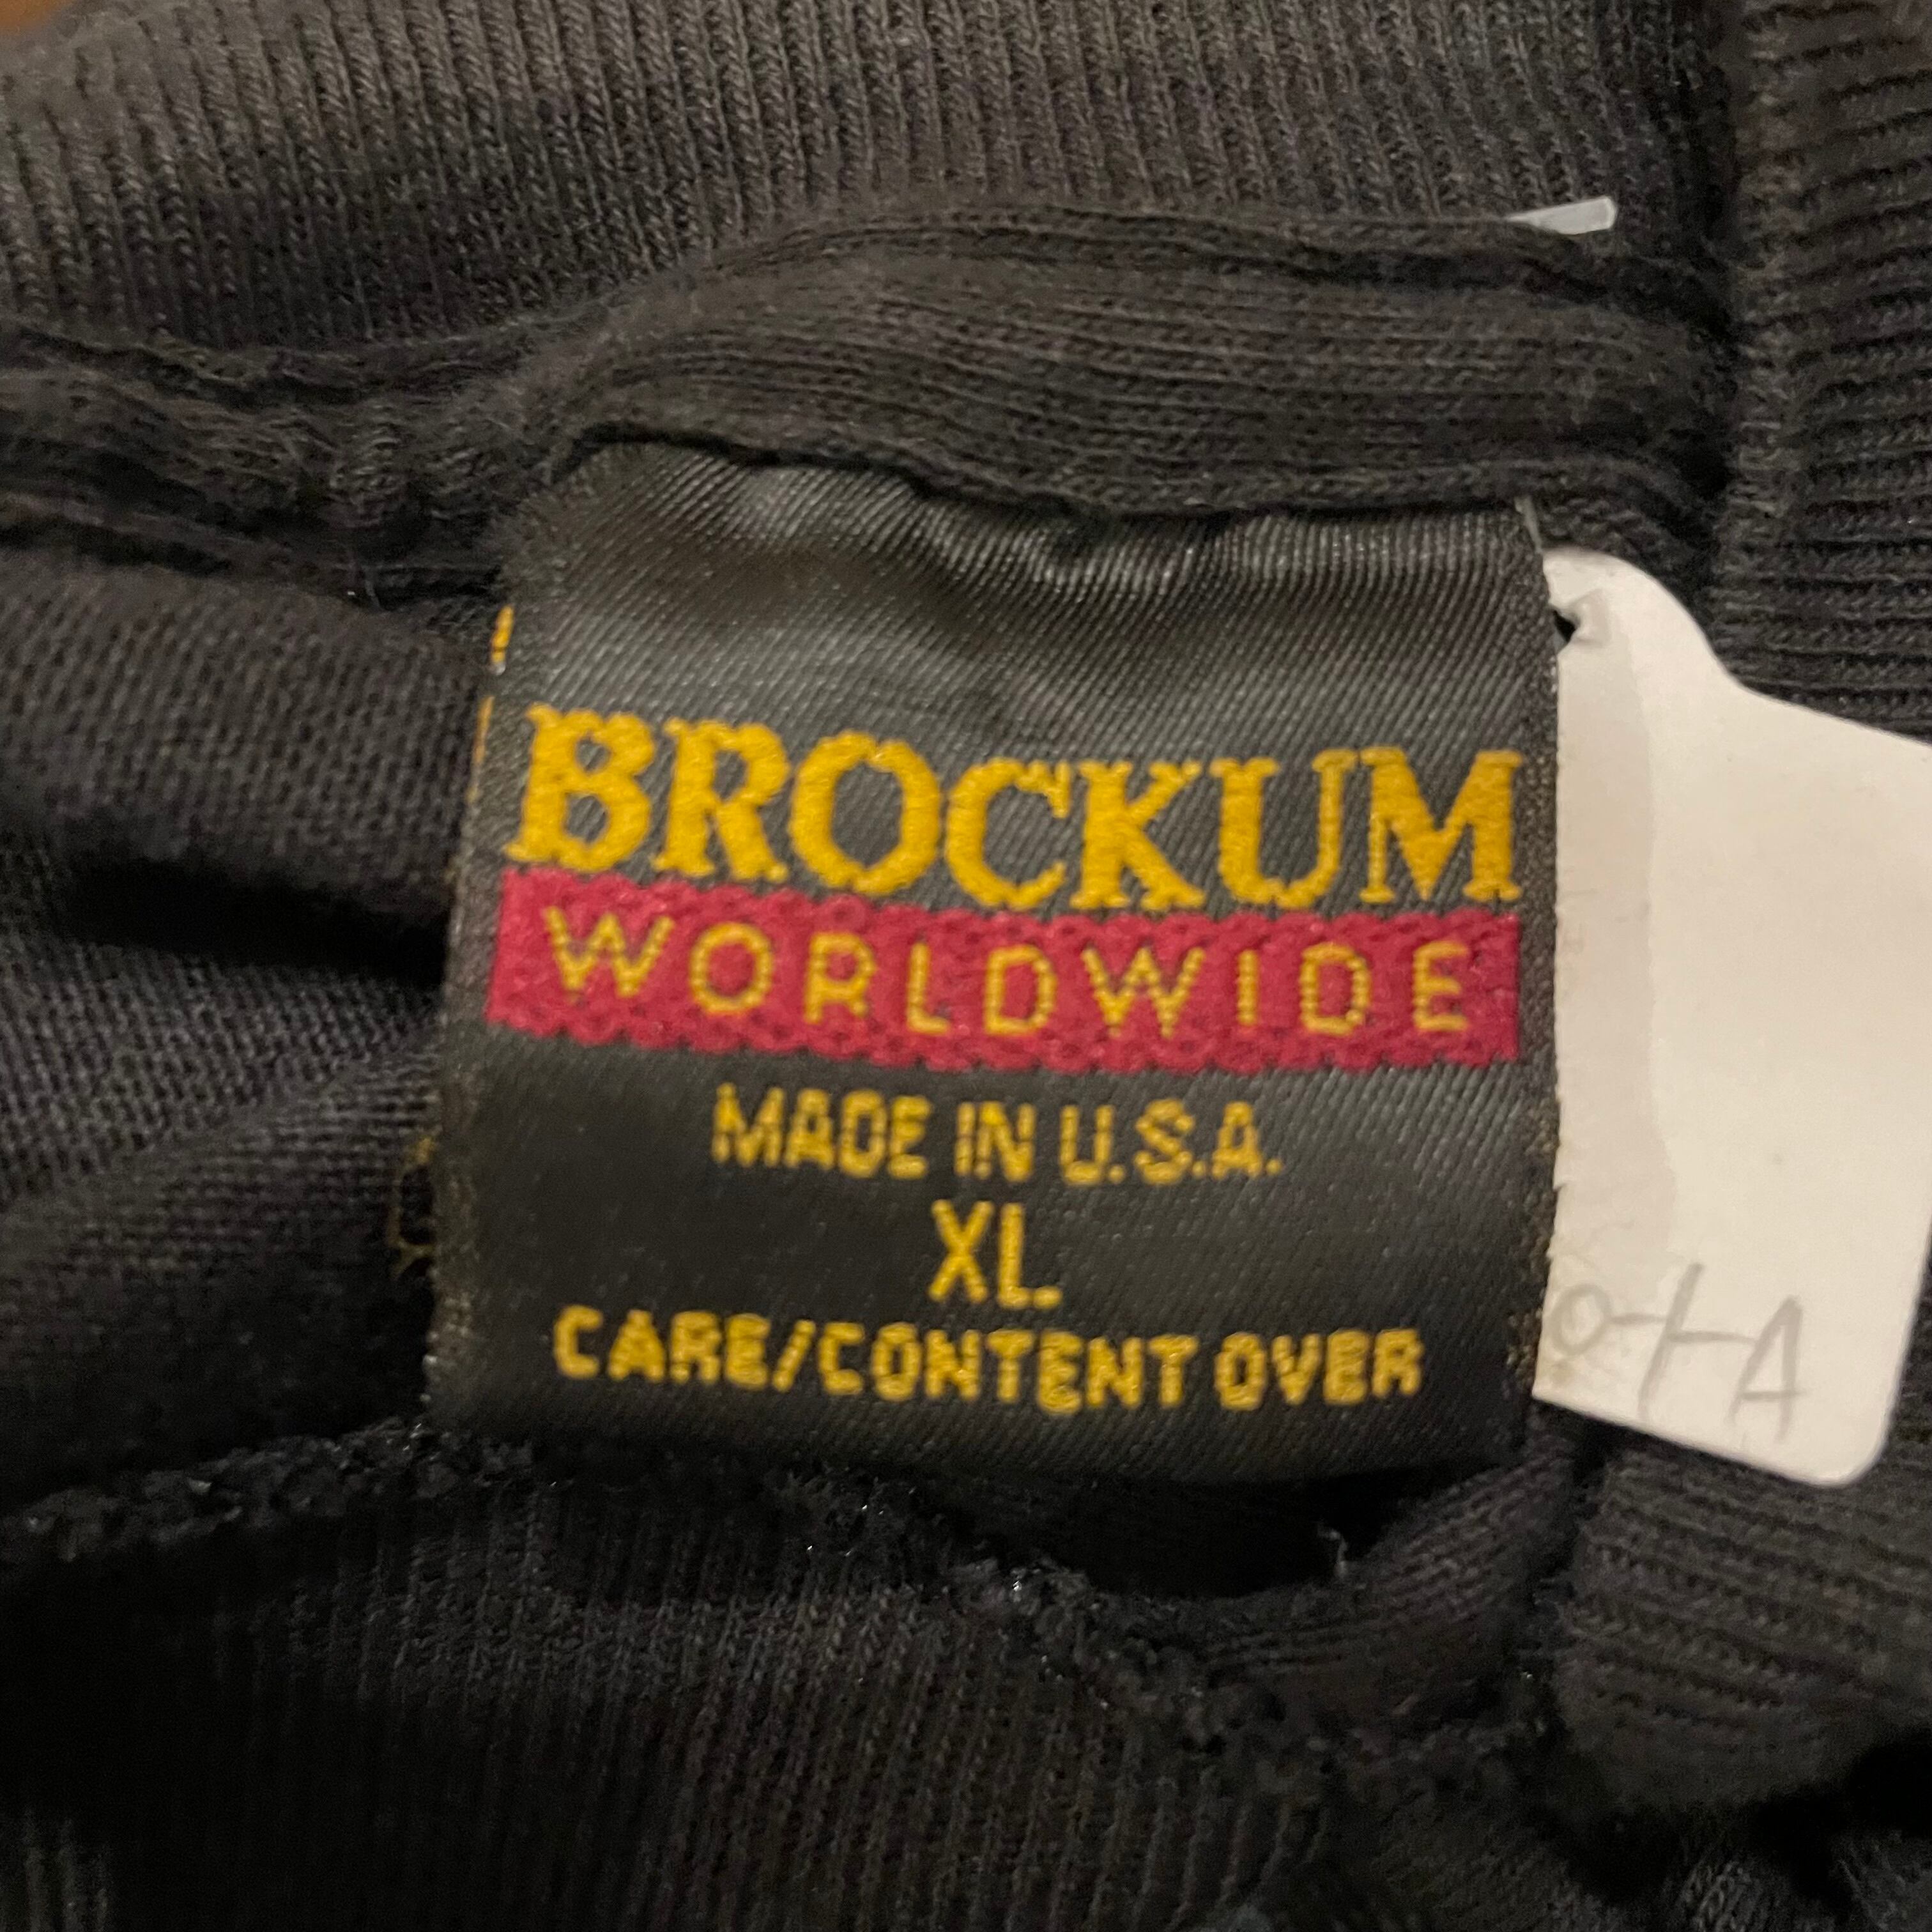 BROCKUM
WORLDWIDE
MADE IN U.S.A.
XL
CARE/CONTENT OVER